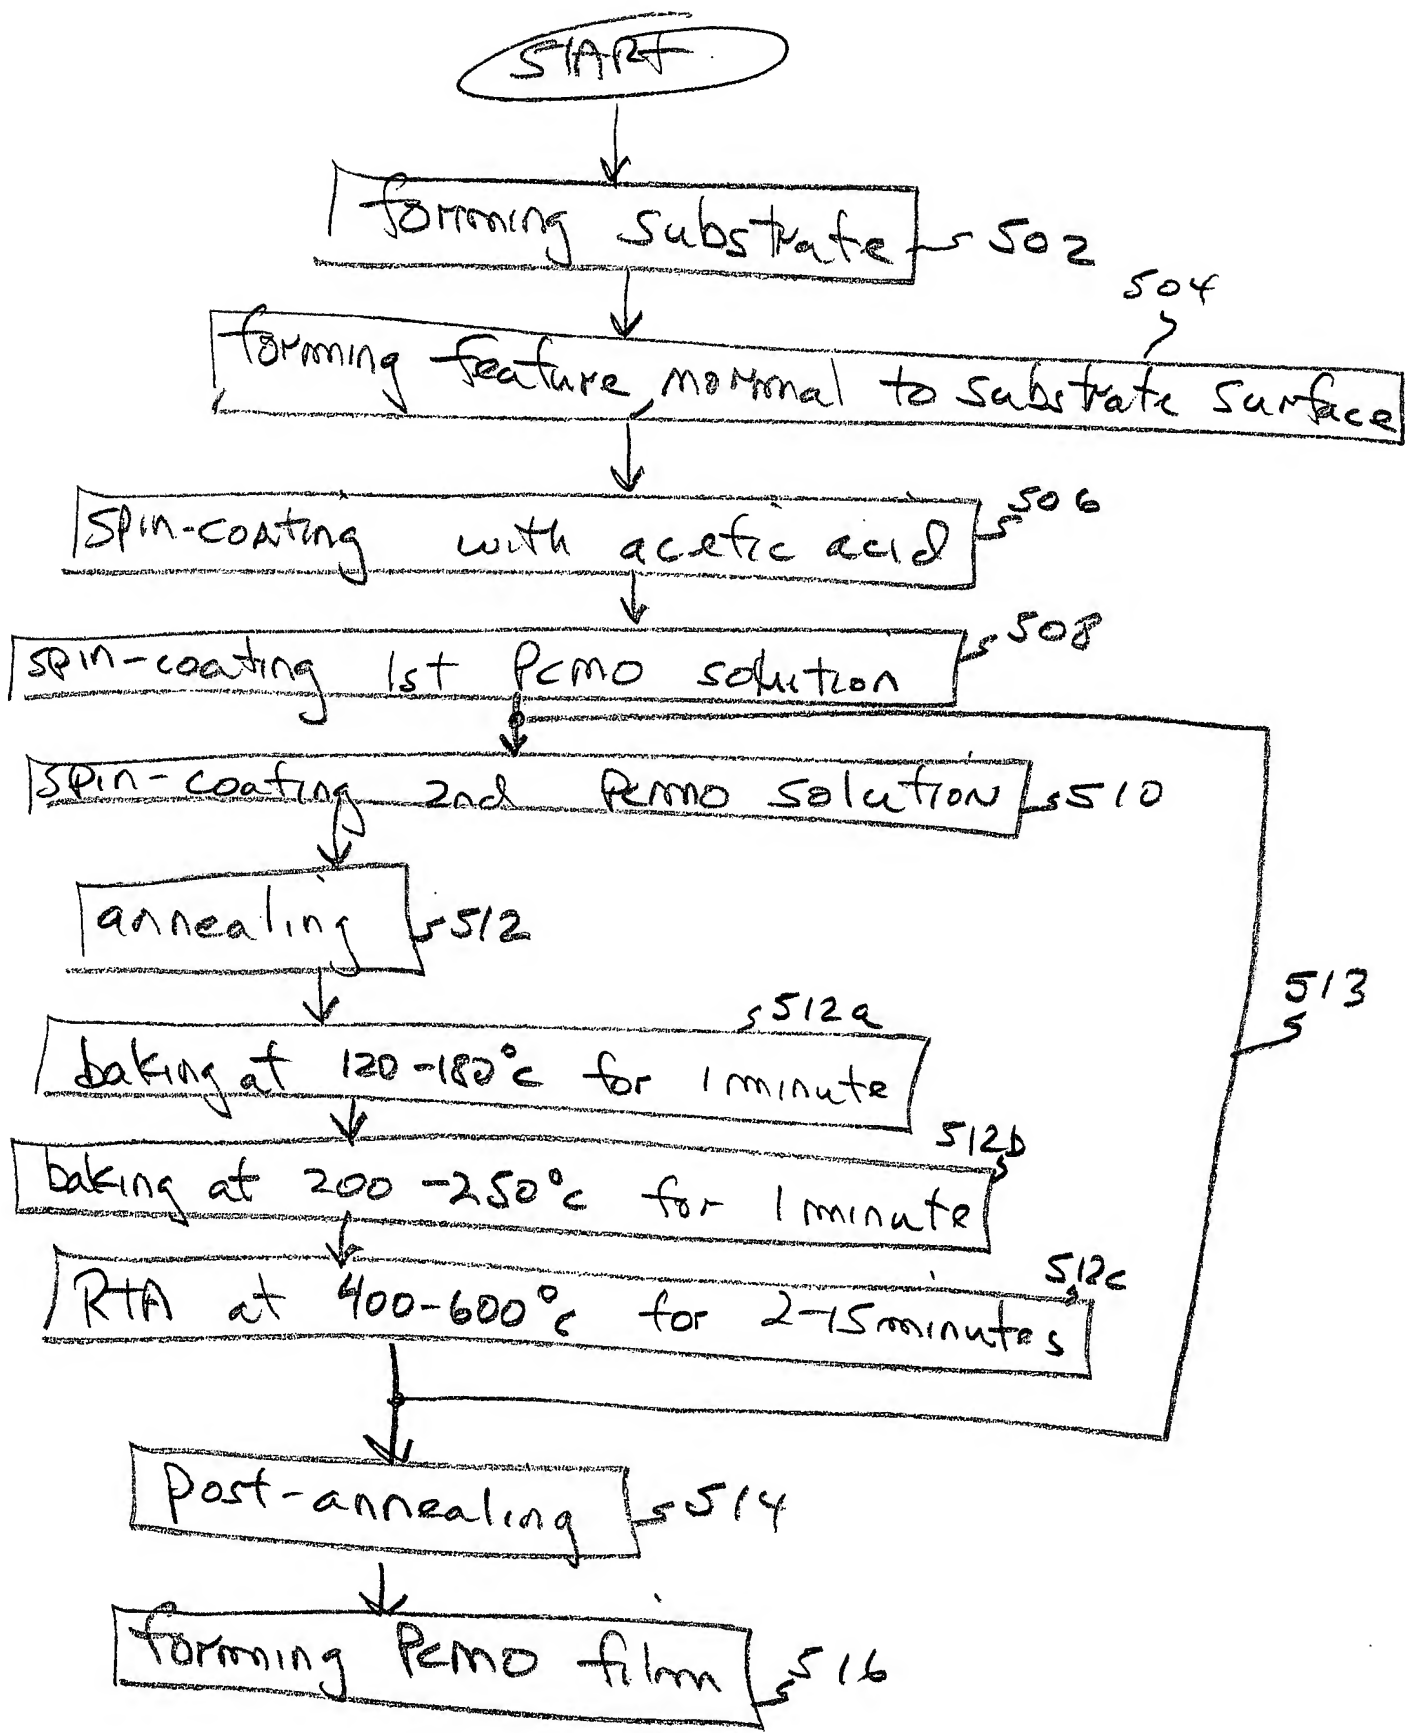 START
forming substrate 502
504
forming feature, normal to substrate surface
spin-coating with acetic acid 506
spin-coating 1st PCMO solution 508
spin-coating 2nd PCMO solution 510
annealing 512
513
512a
baking at 120-180°C for 1 minute
512b
baking at 200-250°C for 1 minute
512c
RTA at 400-600°C for 2-15 minutes
post-annealing 514
forming PCMO film 516